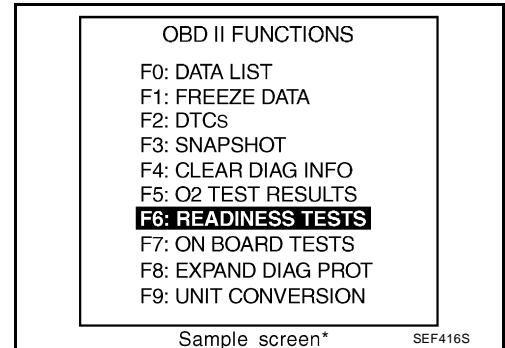 OBD II FUNCTIONS
F0: DATA LIST
F1: FREEZE DATA
F2: DTCs
F3: SNAPSHOT
F4: CLEAR DIAG INFO
F5: O2 TEST RESULTS
F6: READINESS TESTS
F7: ON BOARD TESTS
F8: EXPAND DIAG PROT
F9: UNIT CONVERSION
Sample screen* SEF416S